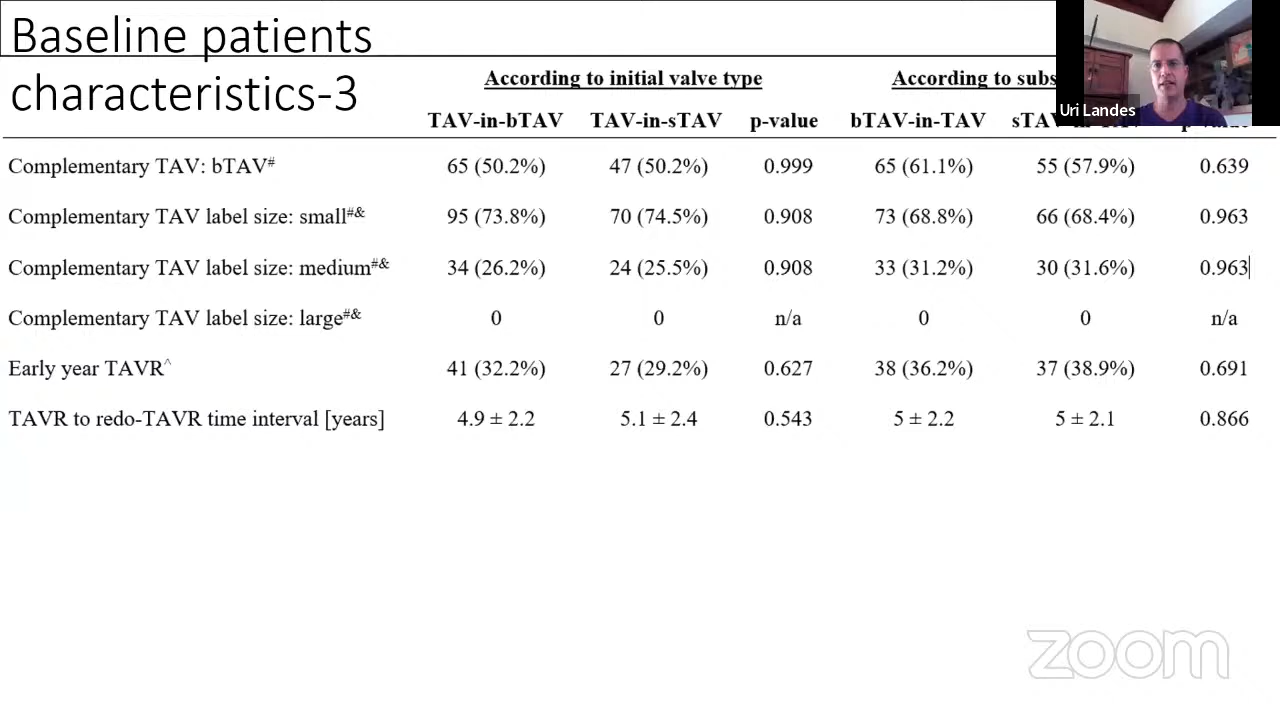 Baseline patients
characteristics-3
Uri Landes
According to initial valve type According to subs
TAV-in-bTAV TAV-in-sTAV p-value bTAV-in-TAV
Complementary TAV: bTAV# 65 (50.2%) 47 (50.2%) 0.999 65 (61.1%) 55 (57.9%) 0.639
Complementary TAV label size: small#& 95 (73.8%) 70 (74.5%) 0.908 73 (68.8%) 66 (68.4%) 0.963
Complementary TAV label size: medium#& 34 (26.2%) 24 (25.5%) 0.908 33 (31.2%) 30 (31.6%) 0.963
Complementary TAV label size: large#& 0 0 n/a 0 0 n/a
Early year TAVR^ 41 (32.2%) 27 (29.2%) 0.627 38 (36.2%) 37 (38.9%) 0.691
TAVR to redo-TAVR time interval [years] 4.9 ± 2.2 5.1 ± 2.4 0.543 5 ± 2.2 5 ± 2.1 0.866
zoom